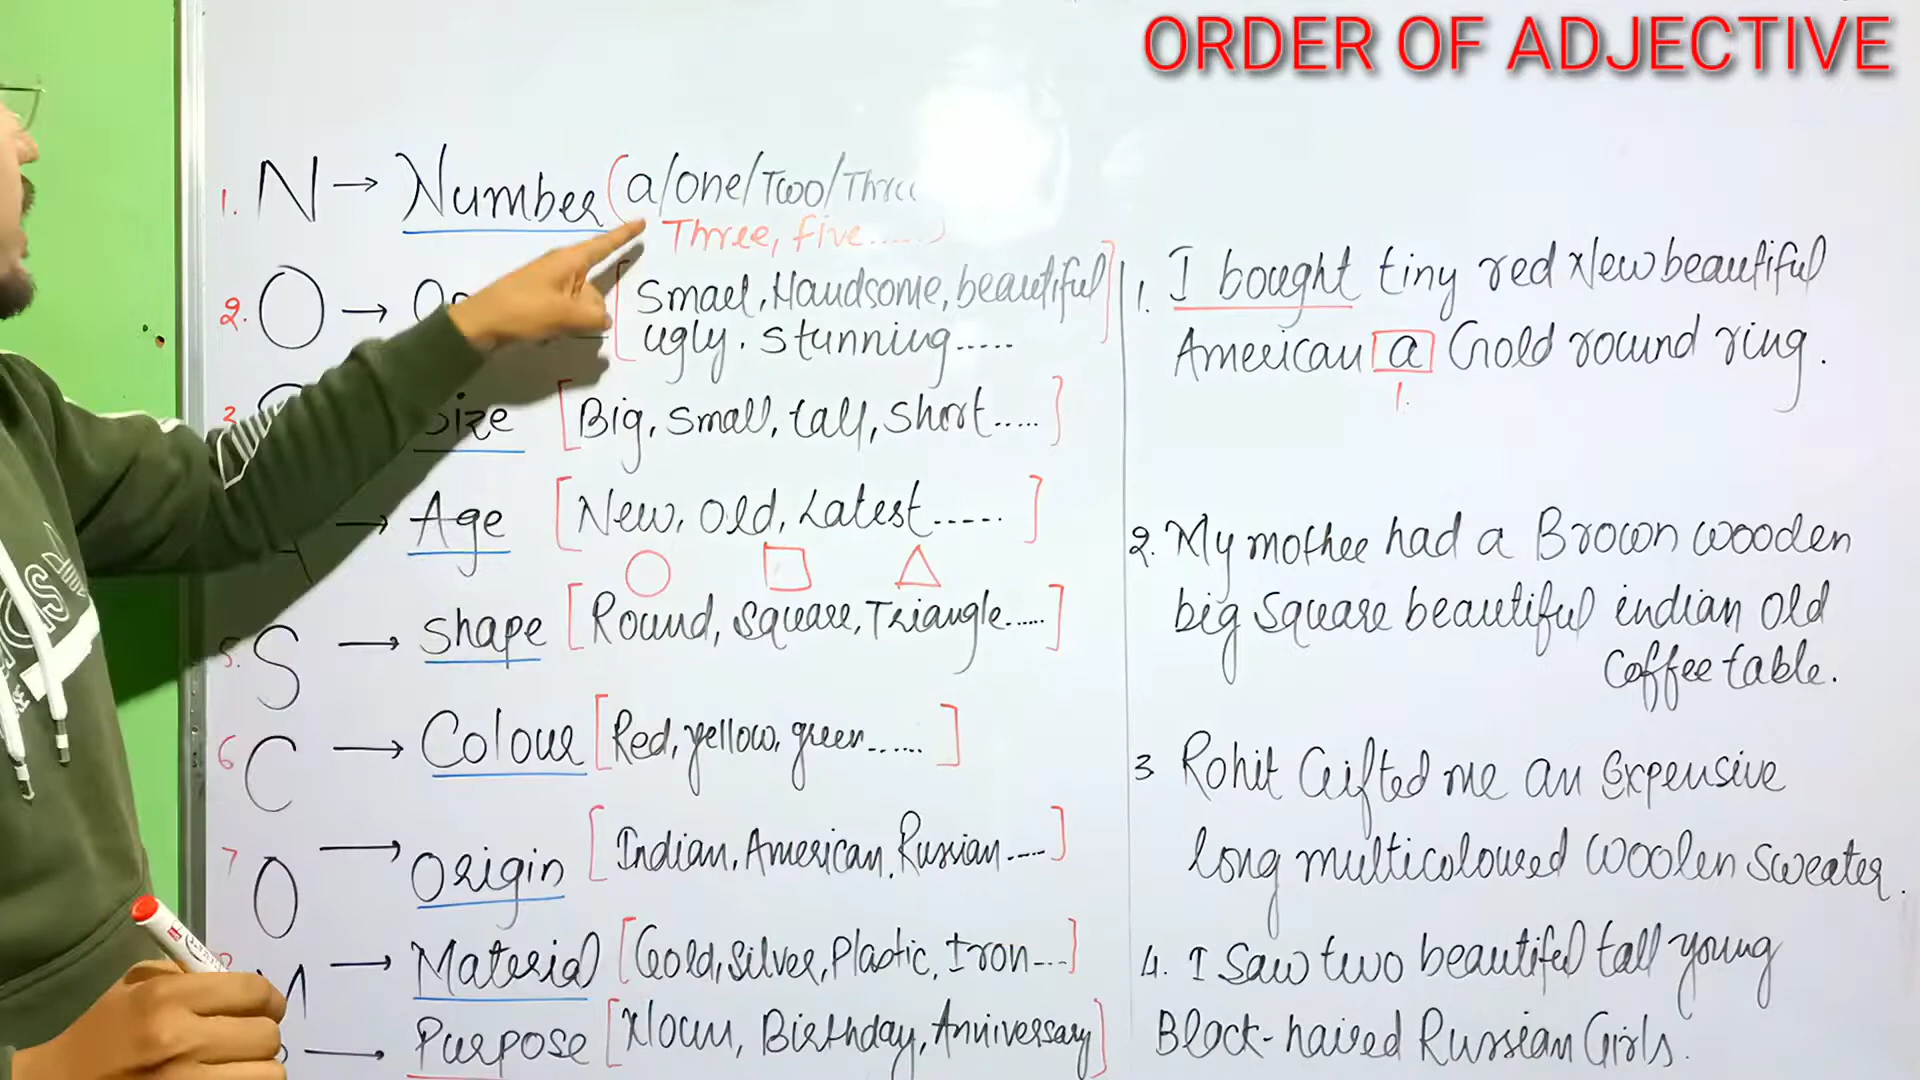 ORDER OF ADJECTIVE
1. N → Number (a/one/Two/Three
Three, five......)
2. O → [Small, Handsome, beautiful
ugly. Stunning.....]
3 Size [Big, Small, tall, Short.....]
→ Age [New, Old, Latest......]
5. S → Shape [Round, Square, Triangle.....]
6 C → Colour [Red, yellow, green......]
7 O → Origin [Indian, American, Russian.....]
→ Material [Gold, Silver, Plastic, Iron...]
→ Purpose [Noun, Birthday, Anniversary]
1. I bought tiny red New beautiful
American a Gold round ring.
1.
2. My mother had a Brown wooden
big Square beautiful indian Old
Coffee table.
3 Rohit Gifted me an Expensive
long multicoloured Woolen Sweater.
4. I Saw two beautiful tall young
Black-haired Russian Girls.